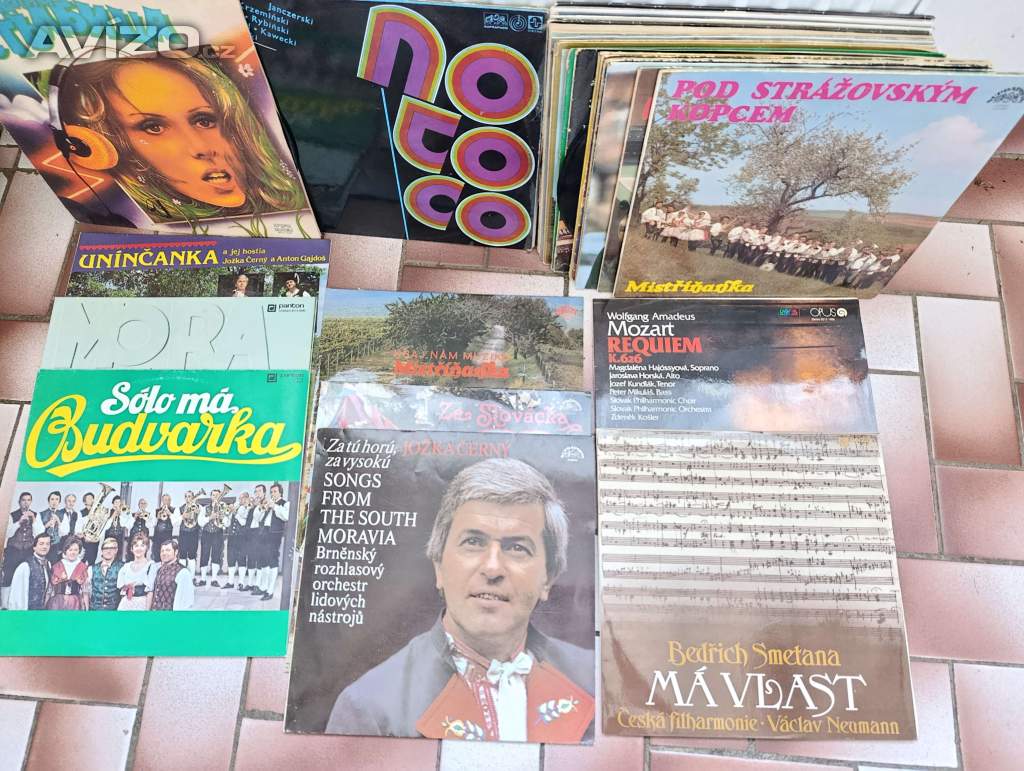 AVIZO.cz
Janczerski
Krzemiński
Rybiński
Kawecki
no
to
co
POD STRÁŽOVSKÝM
KOPCEM
Mistříňanka
UNÍNČANKA
a jej hostia
Jožka Černý a Anton Gajdoš
panton
MORA
Sólo má
Budvarka
panton
Mistříňanka
Ze Slovácka
Za tú horú,
za vysokú
JOŽKA ČERNÝ
SONGS
FROM
THE SOUTH
MORAVIA
Brněnský
rozhlasový
orchestr
lidových
nástrojů
Wolfgang Amadeus
Mozart
REQUIEM
K.626
OPUS
Magdaléna Hajóssyová, Soprano
Jaroslava Horská, Alto
Jozef Kundlák, Tenor
Peter Mikuláš, Bass
Slovak Philharmonic Choir
Slovak Philharmonic Orchestra
Zdeněk Košler
Bedřich Smetana
MÁ VLAST
Česká filharmonie · Václav Neumann